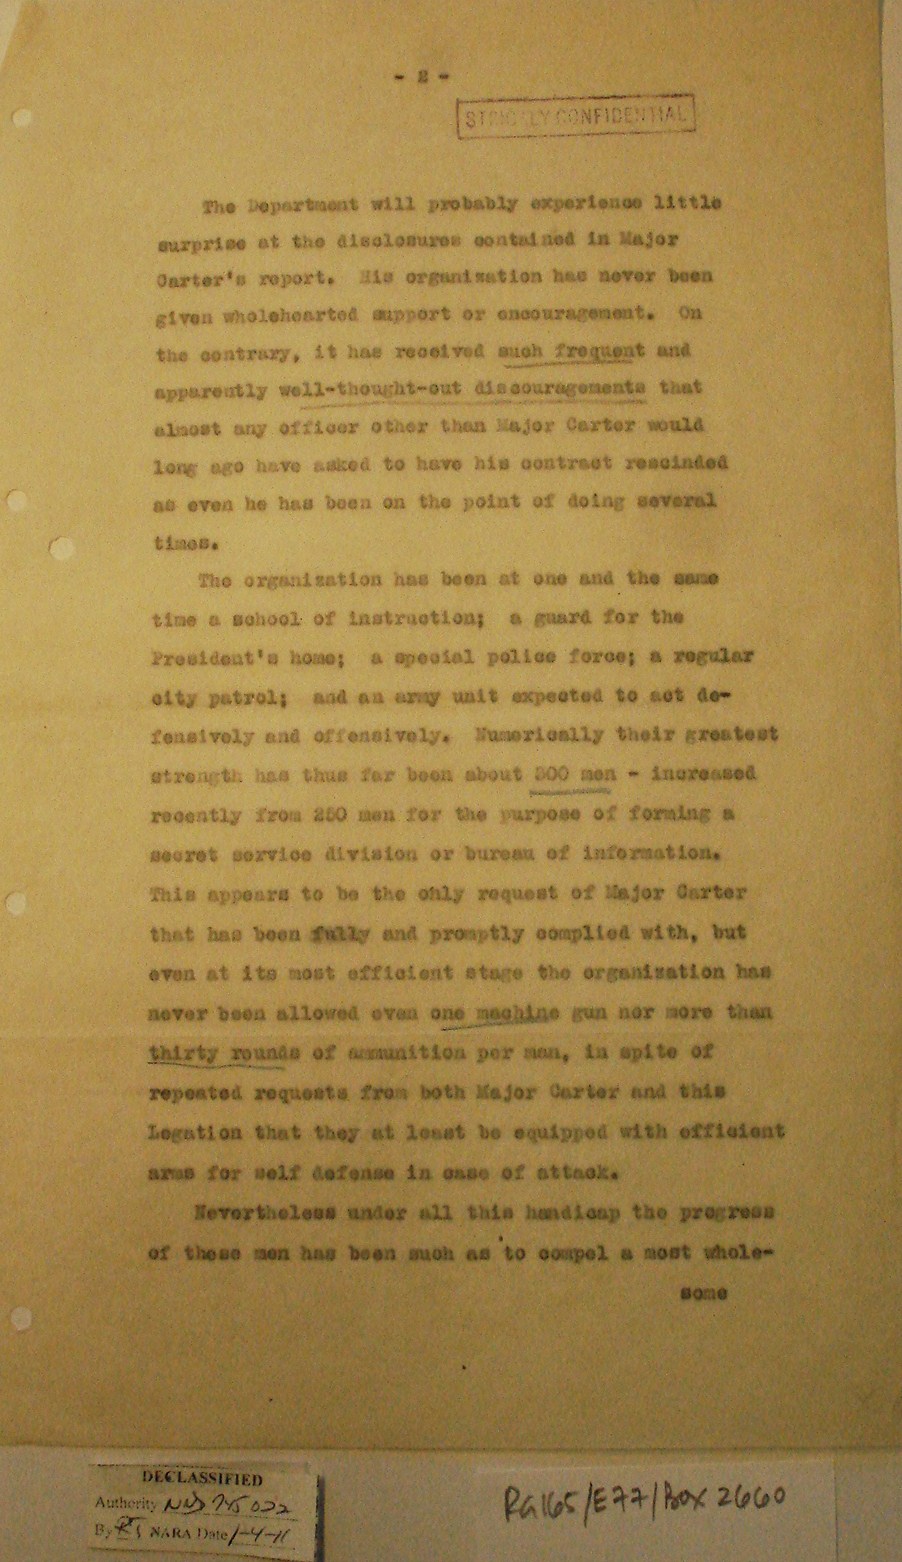 - 2 -
STRICTLY CONFIDENTIAL
The Department will probably experience little
surprise at the disclosures contained in Major
Carter's report. His organization has never been
given wholehearted support or encouragement. On
the contrary, it has received such frequent and
apparently well-thought-out discouragements that
almost any officer other than Major Carter would
long ago have asked to have his contract rescinded
as even he has been on the point of doing several
times.
The organization has been at one and the same
time a school of instruction; a guard for the
President's home; a special police force; a regular
city patrol; and an army unit expected to act de-
fensively and offensively. Numerically their greatest
strength has thus far been about 300 men - increased
recently from 250 men for the purpose of forming a
secret service division or bureau of information.
This appears to be the only request of Major Carter
that has been fully and promptly complied with, but
even at its most efficient stage the organization has
never been allowed even one machine gun nor more than
thirty rounds of ammunition per man, in spite of
repeated requests from both Major Carter and this
Legation that they at least be equipped with efficient
arms for self defense in case of attack.
Nevertheless under all this handicap the progress
of these men has been such as to compel a most whole-
some
DECLASSIFIED
Authority NND 745022
By NARA Date 1-4-11
RG165/E77/Box 2660